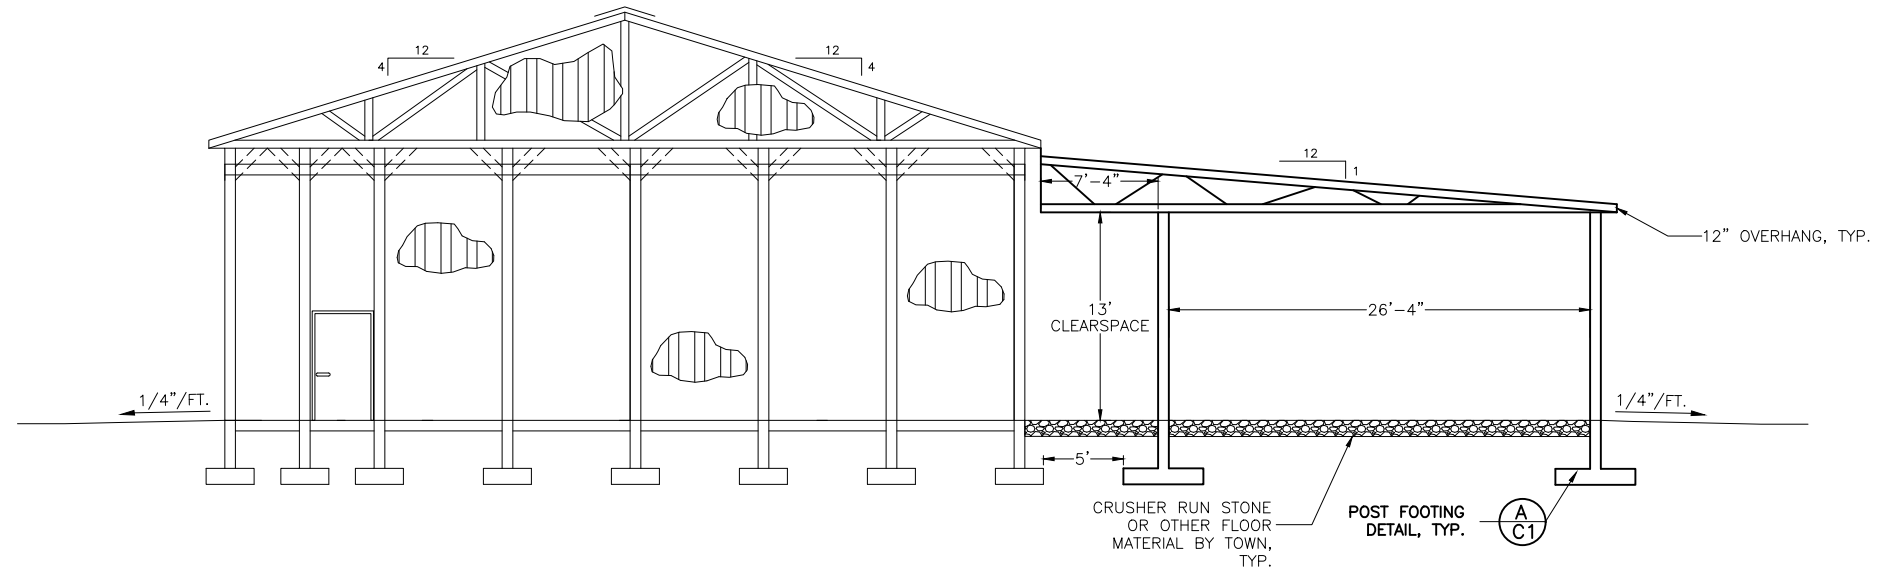 12
4
12
4
12
1
7'-4"
12" OVERHANG, TYP.
13'
CLEARSPACE
26'-4"
1/4"/FT.
1/4"/FT.
5'
CRUSHER RUN STONE
OR OTHER FLOOR
MATERIAL BY TOWN,
TYP.
POST FOOTING
DETAIL, TYP.
A
C1